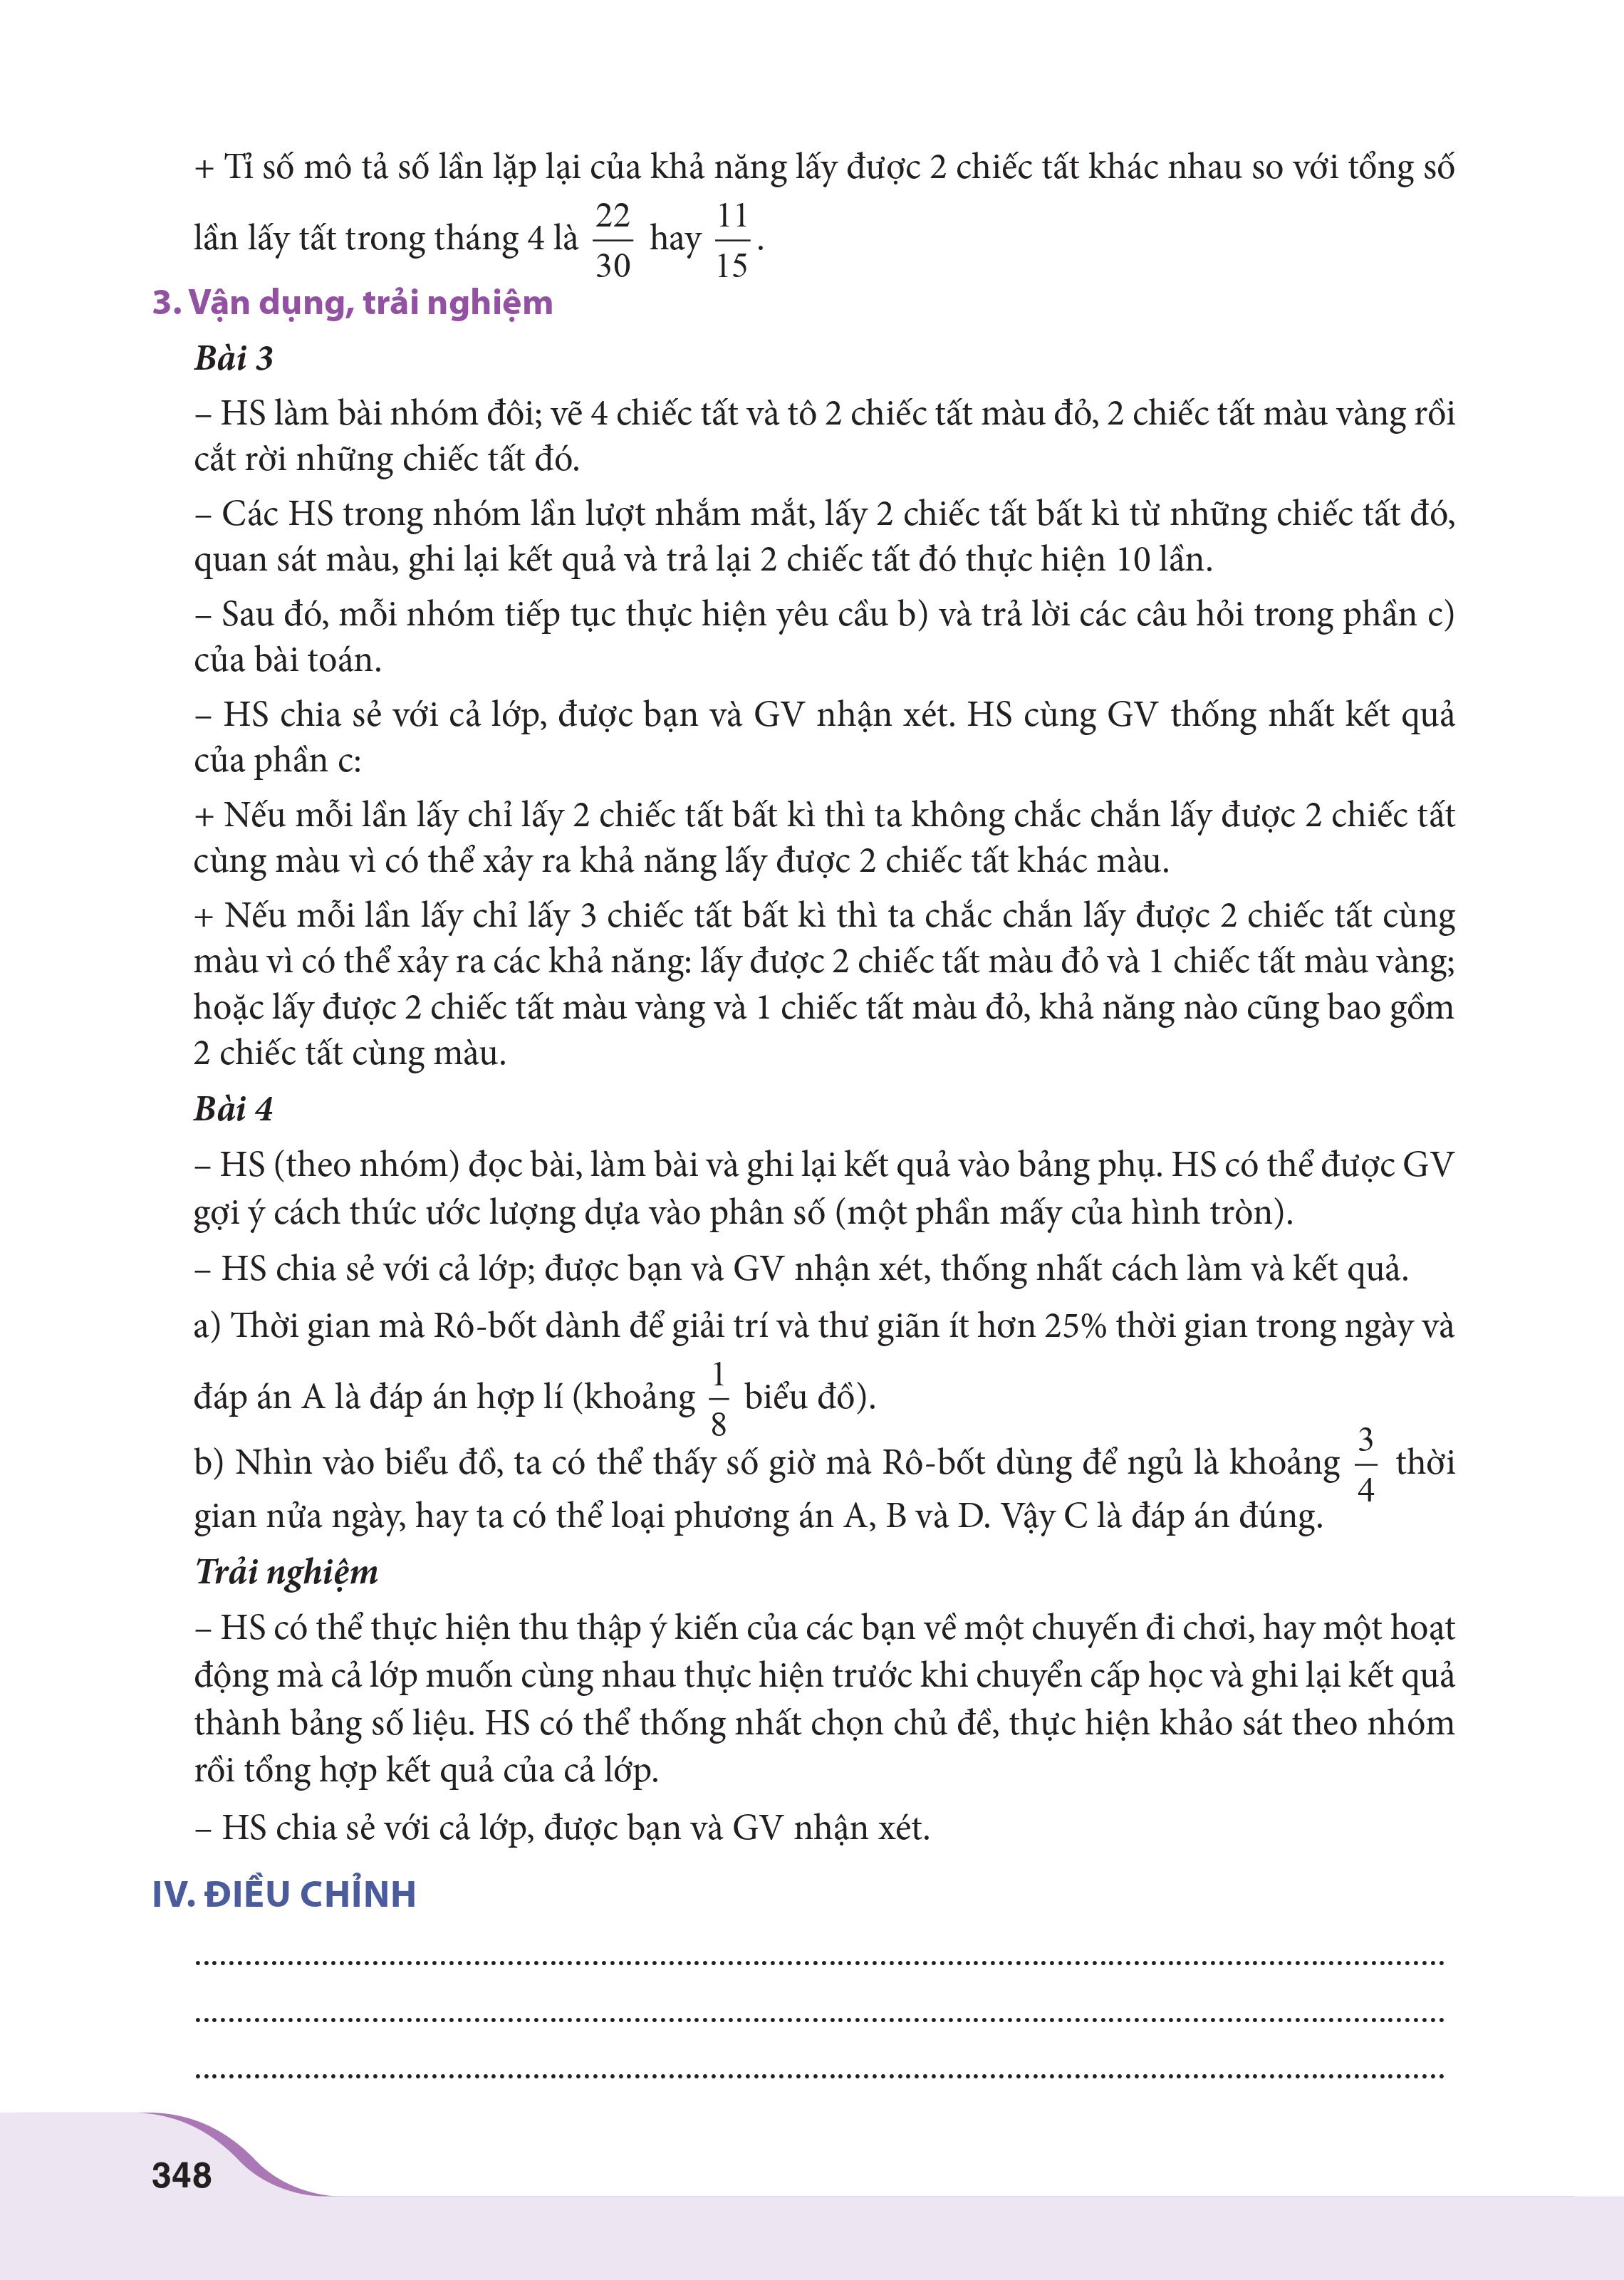 + Tỉ số mô tả số lần lặp lại của khả năng lấy được 2 chiếc tất khác nhau so với tổng số
lần lấy tất trong tháng 4 là 22/30 hay 11/15.
3. Vận dụng, trải nghiệm
Bài 3
– HS làm bài nhóm đôi; vẽ 4 chiếc tất và tô 2 chiếc tất màu đỏ, 2 chiếc tất màu vàng rồi
cắt rời những chiếc tất đó.
– Các HS trong nhóm lần lượt nhắm mắt, lấy 2 chiếc tất bất kì từ những chiếc tất đó,
quan sát màu, ghi lại kết quả và trả lại 2 chiếc tất đó thực hiện 10 lần.
– Sau đó, mỗi nhóm tiếp tục thực hiện yêu cầu b) và trả lời các câu hỏi trong phần c)
của bài toán.
– HS chia sẻ với cả lớp, được bạn và GV nhận xét. HS cùng GV thống nhất kết quả
của phần c:
+ Nếu mỗi lần lấy chỉ lấy 2 chiếc tất bất kì thì ta không chắc chắn lấy được 2 chiếc tất
cùng màu vì có thể xảy ra khả năng lấy được 2 chiếc tất khác màu.
+ Nếu mỗi lần lấy chỉ lấy 3 chiếc tất bất kì thì ta chắc chắn lấy được 2 chiếc tất cùng
màu vì có thể xảy ra các khả năng: lấy được 2 chiếc tất màu đỏ và 1 chiếc tất màu vàng;
hoặc lấy được 2 chiếc tất màu vàng và 1 chiếc tất màu đỏ, khả năng nào cũng bao gồm
2 chiếc tất cùng màu.
Bài 4
– HS (theo nhóm) đọc bài, làm bài và ghi lại kết quả vào bảng phụ. HS có thể được GV
gợi ý cách thức ước lượng dựa vào phân số (một phần mấy của hình tròn).
– HS chia sẻ với cả lớp; được bạn và GV nhận xét, thống nhất cách làm và kết quả.
a) Thời gian mà Rô-bốt dành để giải trí và thư giãn ít hơn 25% thời gian trong ngày và
đáp án A là đáp án hợp lí (khoảng 1/8 biểu đồ).
b) Nhìn vào biểu đồ, ta có thể thấy số giờ mà Rô-bốt dùng để ngủ là khoảng 3/4 thời
gian nửa ngày, hay ta có thể loại phương án A, B và D. Vậy C là đáp án đúng.
Trải nghiệm
– HS có thể thực hiện thu thập ý kiến của các bạn về một chuyến đi chơi, hay một hoạt
động mà cả lớp muốn cùng nhau thực hiện trước khi chuyển cấp học và ghi lại kết quả
thành bảng số liệu. HS có thể thống nhất chọn chủ đề, thực hiện khảo sát theo nhóm
rồi tổng hợp kết quả của cả lớp.
– HS chia sẻ với cả lớp, được bạn và GV nhận xét.
IV. ĐIỀU CHỈNH
348